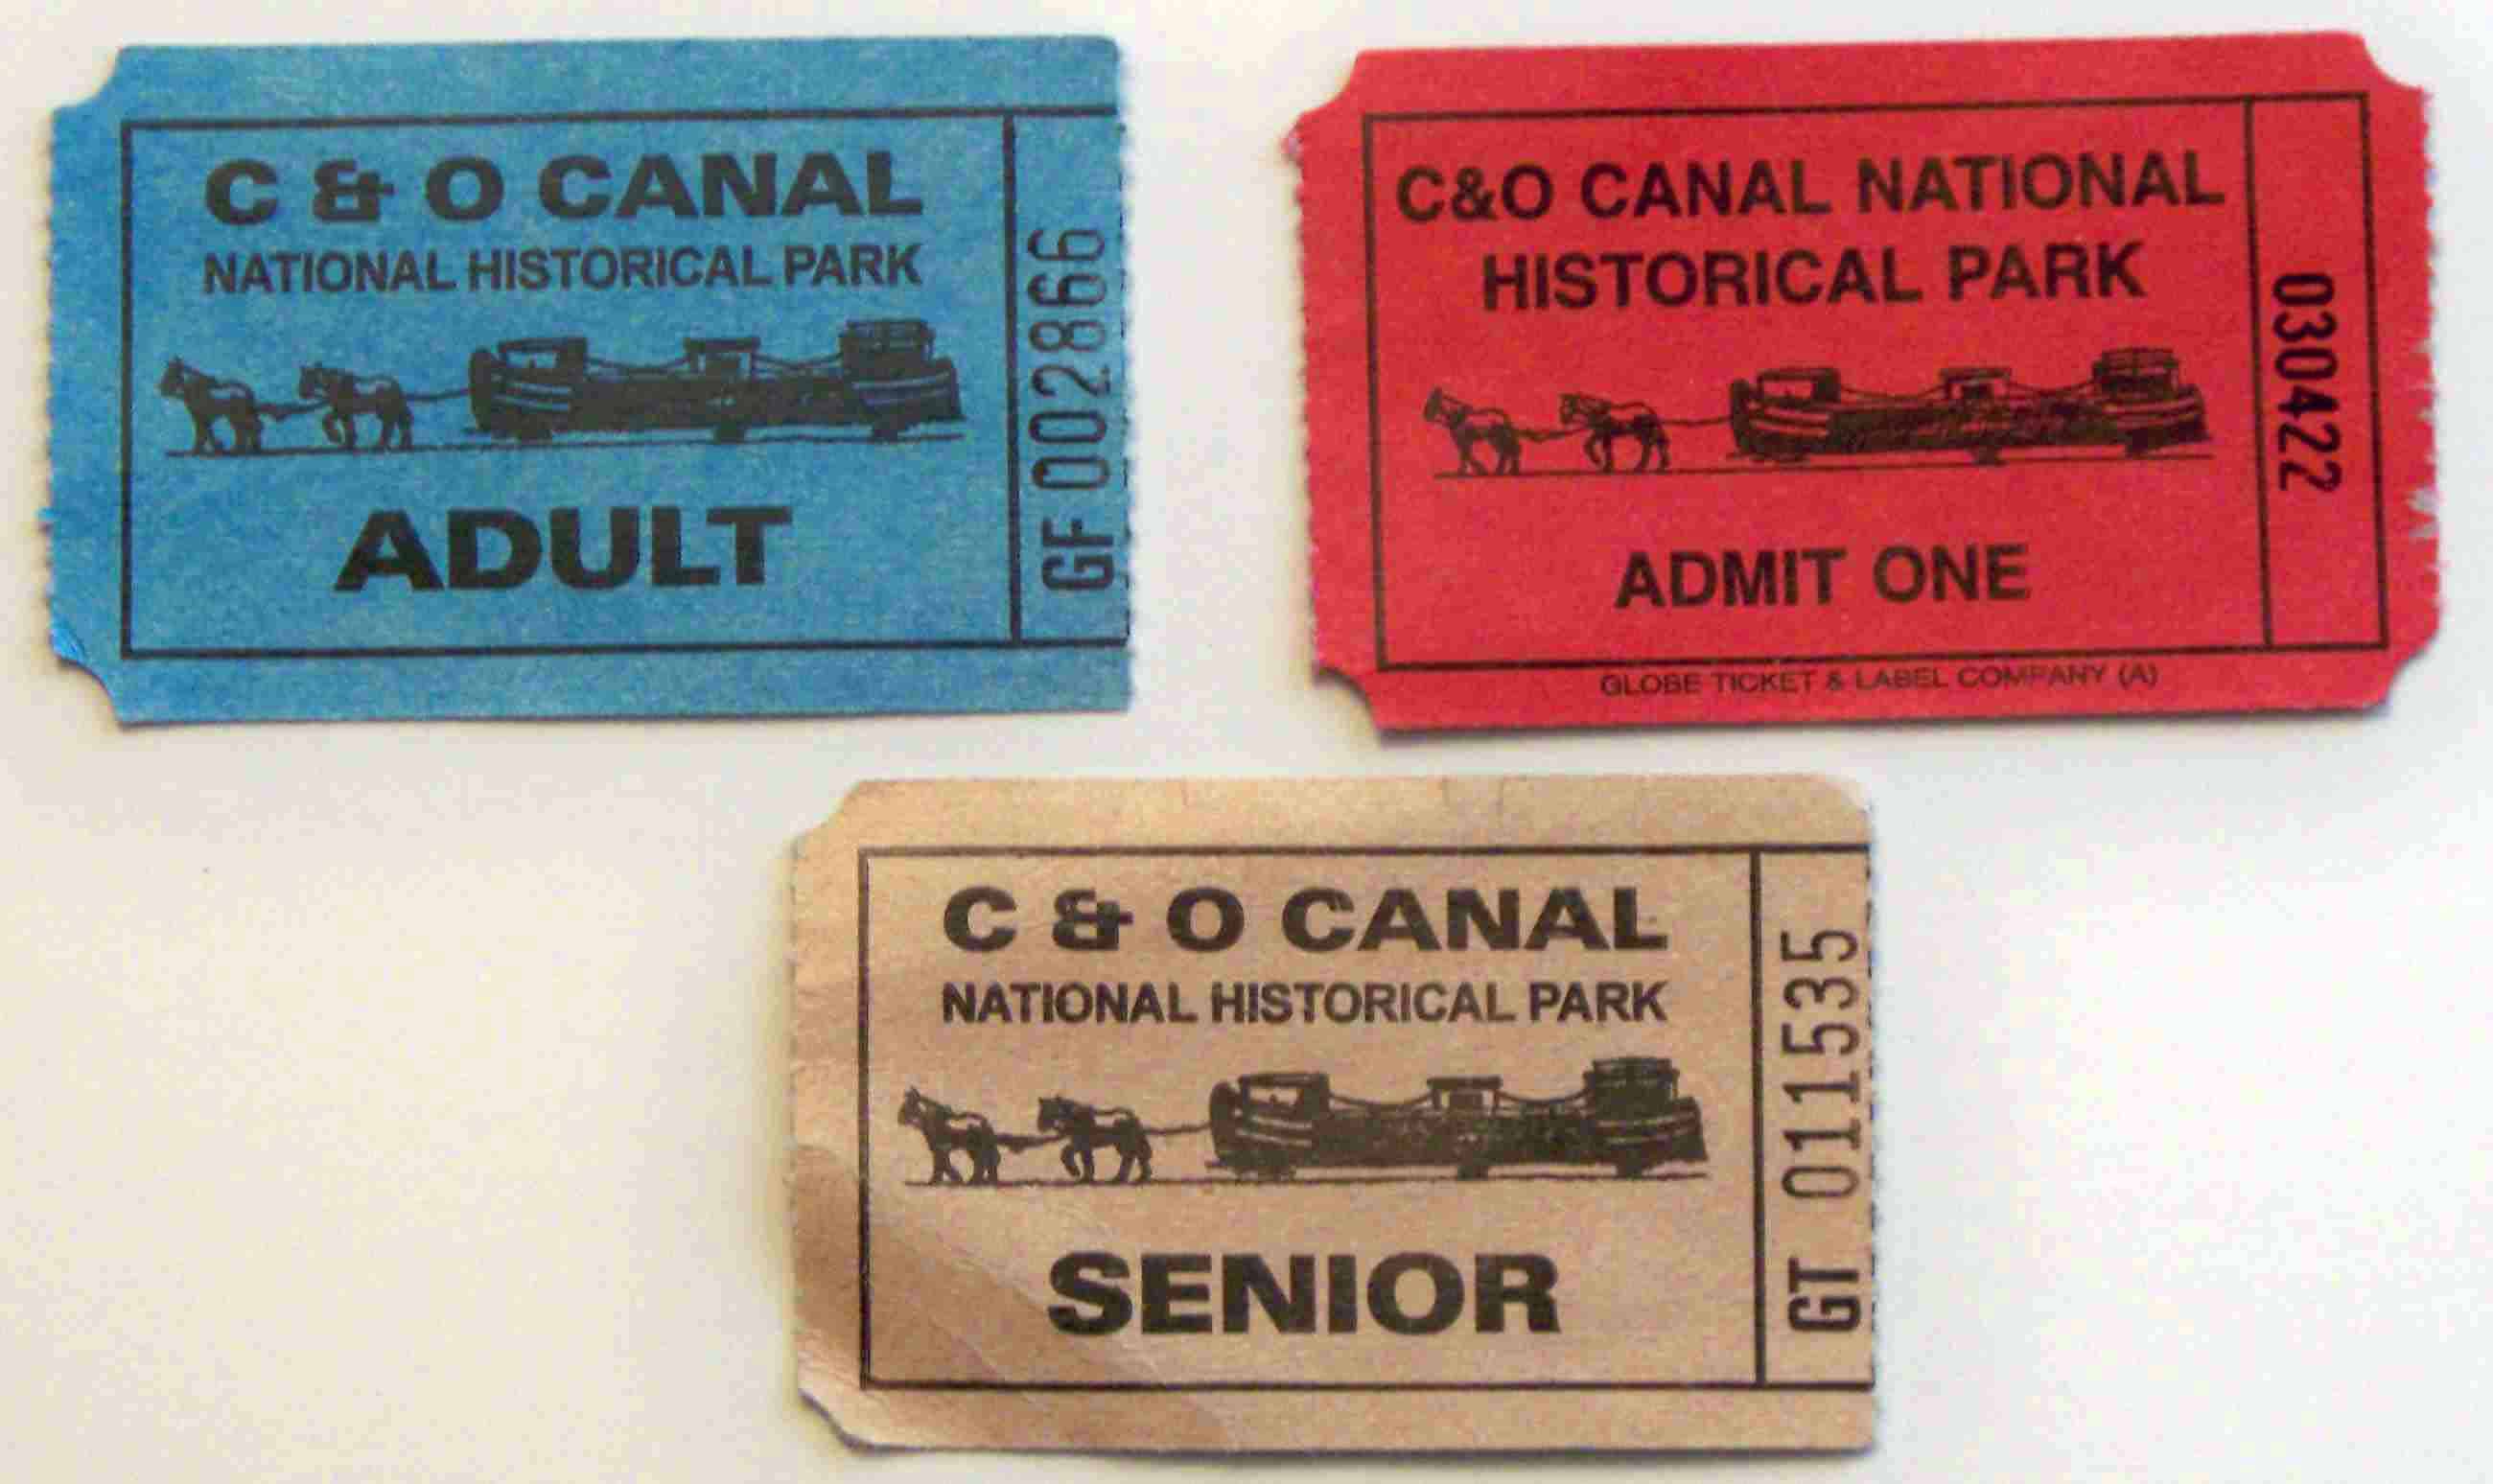 C & O CANAL
NATIONAL HISTORICAL PARK
ADULT
GF 002866
C&O CANAL NATIONAL
HISTORICAL PARK
ADMIT ONE
030422
GLOBE TICKET & LABEL COMPANY (A)
C & O CANAL
NATIONAL HISTORICAL PARK
SENIOR
GT 011535